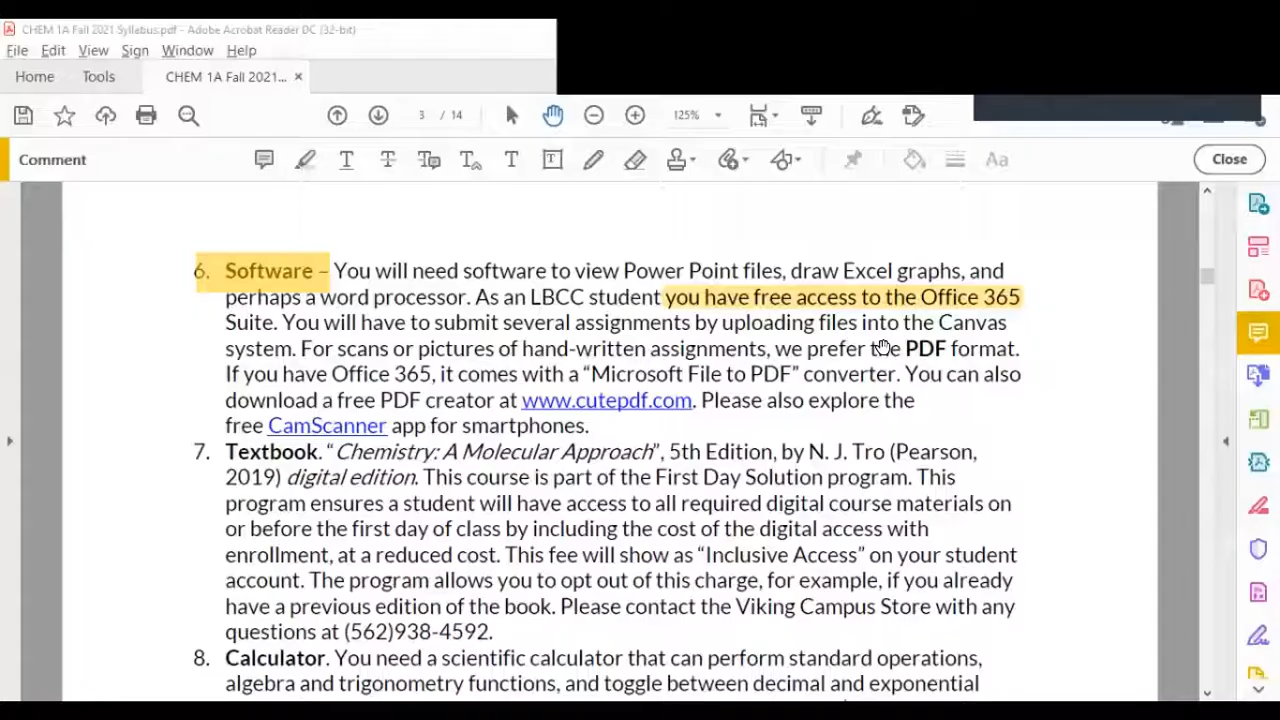 CHEM 1A Fall 2021 Syllabus.pdf - Adobe Acrobat Reader DC (32-bit)
File Edit View Sign Window Help
Home Tools CHEM 1A Fall 2021... ×
3 / 14 125%
Comment Close
6. Software – You will need software to view Power Point files, draw Excel graphs, and
perhaps a word processor. As an LBCC student you have free access to the Office 365
Suite. You will have to submit several assignments by uploading files into the Canvas
system. For scans or pictures of hand-written assignments, we prefer the PDF format.
If you have Office 365, it comes with a “Microsoft File to PDF” converter. You can also
download a free PDF creator at www.cutepdf.com. Please also explore the
free CamScanner app for smartphones.
7. Textbook. “Chemistry: A Molecular Approach”, 5th Edition, by N. J. Tro (Pearson,
2019) digital edition. This course is part of the First Day Solution program. This
program ensures a student will have access to all required digital course materials on
or before the first day of class by including the cost of the digital access with
enrollment, at a reduced cost. This fee will show as “Inclusive Access” on your student
account. The program allows you to opt out of this charge, for example, if you already
have a previous edition of the book. Please contact the Viking Campus Store with any
questions at (562)938-4592.
8. Calculator. You need a scientific calculator that can perform standard operations,
algebra and trigonometry functions, and toggle between decimal and exponential